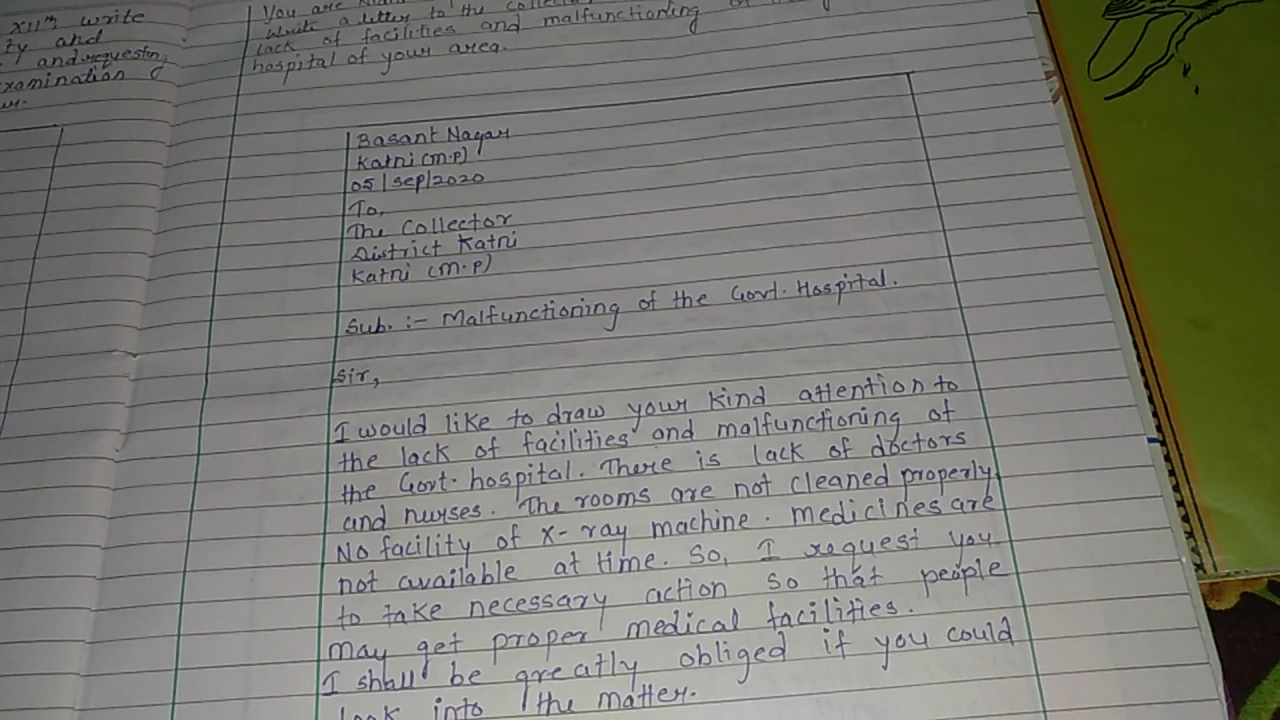 XIIth write
ty and
and requesting
xamination
You are
write a letter to the collector
lack of facilities and malfunctioning of
hospital of your area.
Basant Nagar
Katni (m.p)
05/Sep/2020
To,
The Collector
District Katni
Katni (m.p)
Sub. :- Malfunctioning of the Govt. Hospital.
Sir,
I would like to draw your kind attention to
the lack of facilities and malfunctioning of
the Govt. hospital. There is lack of doctors
and nurses. The rooms are not cleaned properly.
No facility of x-ray machine. medicines are
not available at time. So, I request you
to take necessary action so that people
may get proper medical facilities.
I shall be greatly obliged if you could
look into the matter.